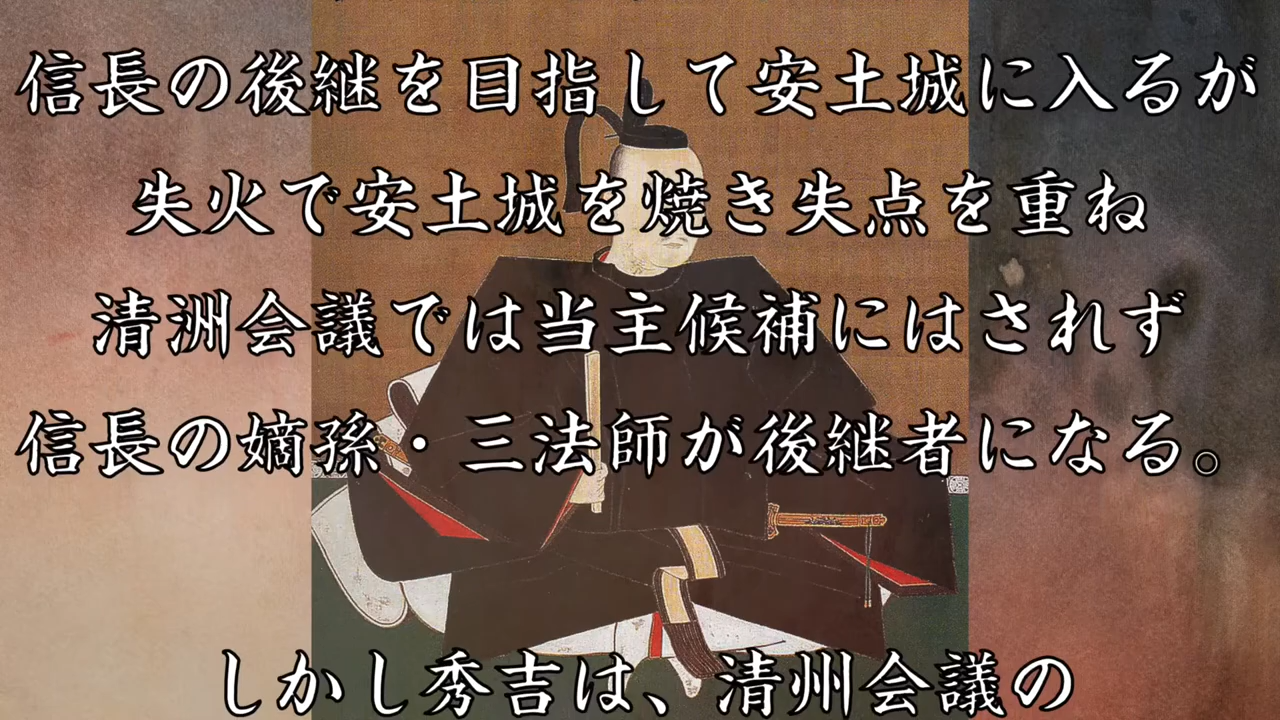 信長の後継を目指して安土城に入るが
失火で安土城を焼き失点を重ね
清洲会議では当主候補にはされず
信長の嫡孫・三法師が後継者になる。
しかし秀吉は、清州会議の